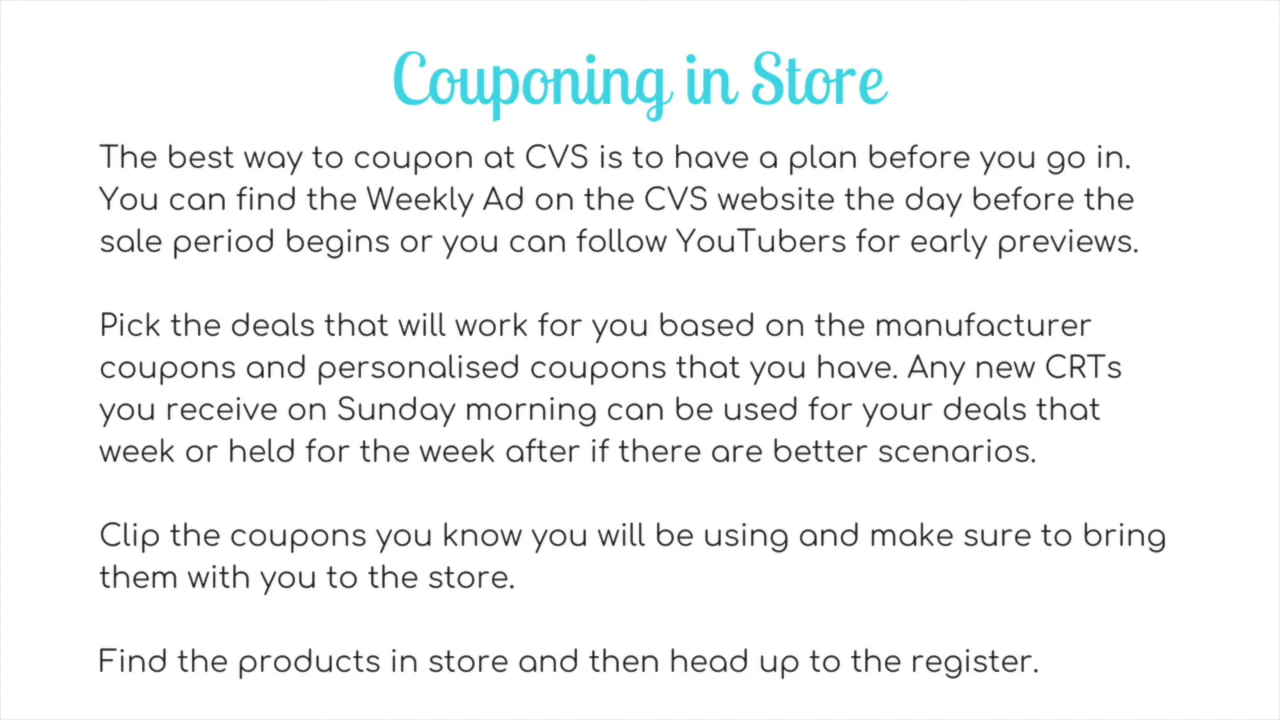 Couponing in Store
The best way to coupon at CVS is to have a plan before you go in.
You can find the Weekly Ad on the CVS website the day before the
sale period begins or you can follow YouTubers for early previews.
Pick the deals that will work for you based on the manufacturer
coupons and personalised coupons that you have. Any new CRTs
you receive on Sunday morning can be used for your deals that
week or held for the week after if there are better scenarios.
Clip the coupons you know you will be using and make sure to bring
them with you to the store.
Find the products in store and then head up to the register.